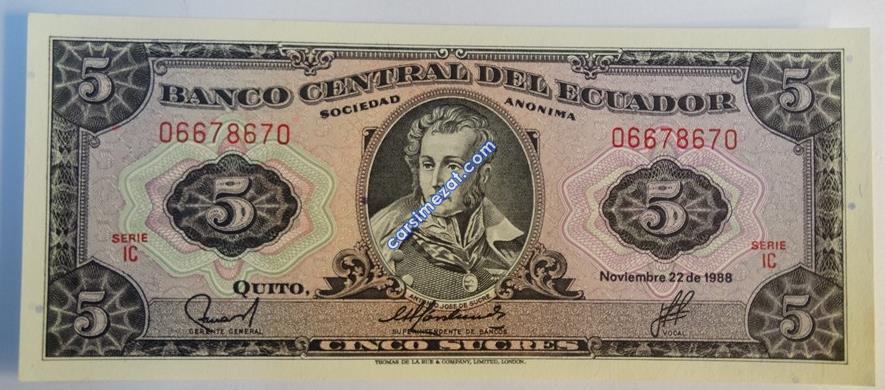 5 5
BANCO CENTRAL DEL ECUADOR
SOCIEDAD ANONIMA
06678670 06678670
5 5
carsimezat.com
SERIE IC SERIE IC
Noviembre 22 de 1988
QUITO,
ANTONIO JOSE DE SUCRE
5 5
GERENTE GENERAL SUPERINTENDENTE DE BANCOS VOCAL
CINCO SUCRES
THOMAS DE LA RUE & COMPANY, LIMITED, LONDON.